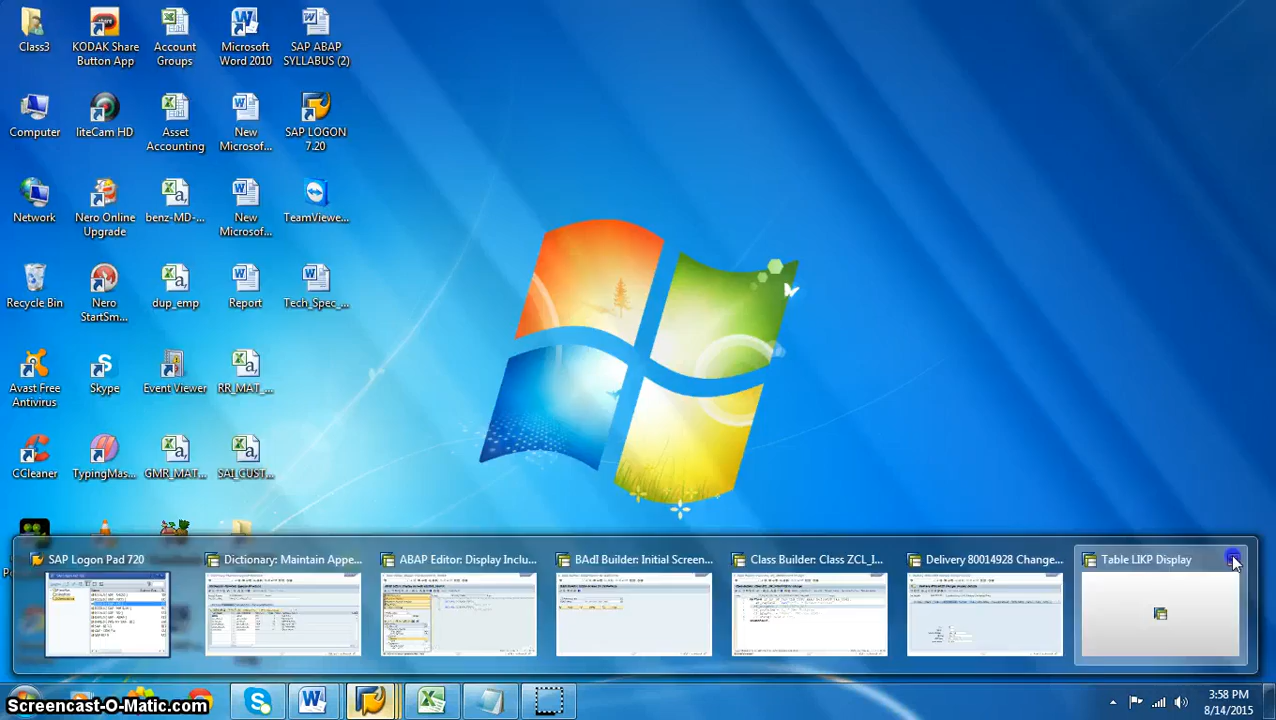 Class3
KODAK Share
Button App
Account
Groups
Microsoft
Word 2010
SAP ABAP
SYLLABUS (2)
Computer
liteCam HD
Asset
Accounting
New
Microsof...
SAP LOGON
7.20
Network
Nero Online
Upgrade
benz-MD-...
New
Microsof...
TeamViewe...
Recycle Bin
Nero
StartSm...
dup_emp
Report
Tech_Spec_...
Avast Free
Antivirus
Skype
Event Viewer
RR_MAT_...
CCleaner
TypingMas...
GMR_MAT...
SAI_CUST...
SAP Logon Pad 720
Dictionary: Maintain Appe...
ABAP Editor: Display Inclu...
BAdI Builder: Initial Screen...
Class Builder: Class ZCL_I...
Delivery 80014928 Change...
Table LIKP Display
Screencast-O-Matic.com
3:58 PM
8/14/2015